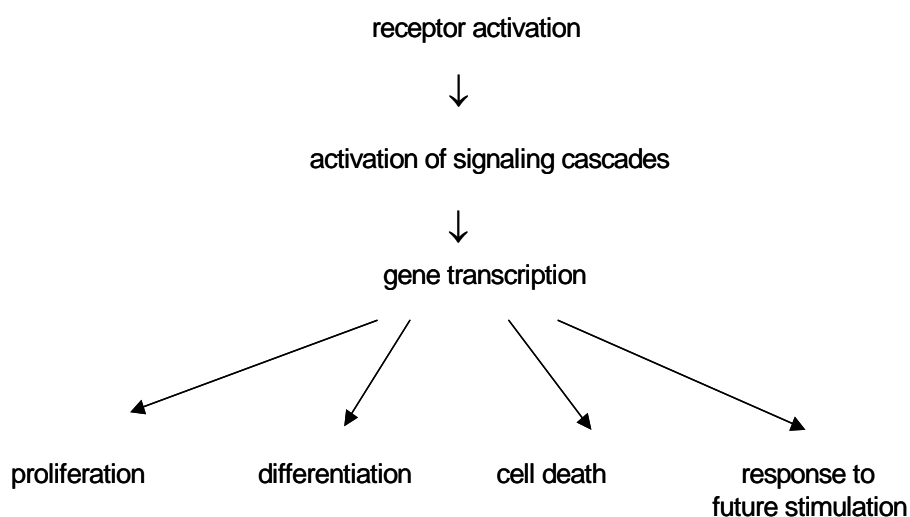 receptor activation
activation of signaling cascades
gene transcription
proliferation
differentiation
cell death
response to
future stimulation